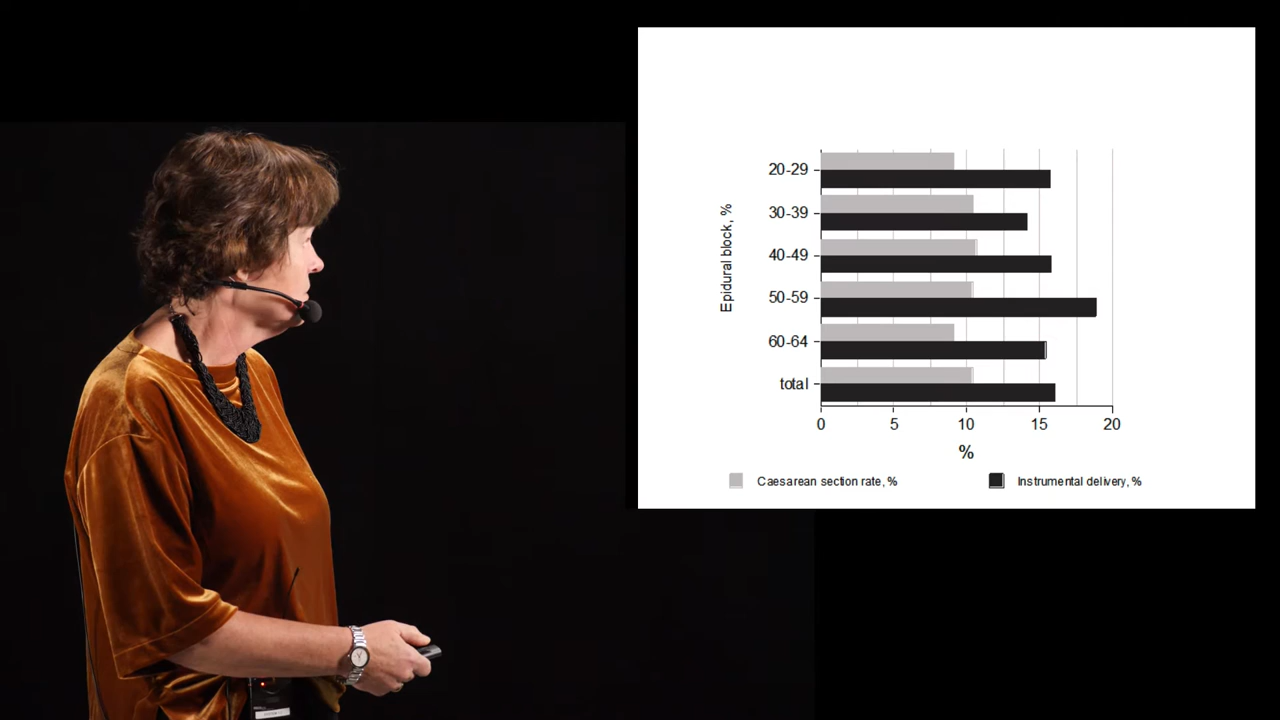 Epidural block, %
20-29
30-39
40-49
50-59
60-64
total
0 5 10 15 20
%
Caesarean section rate, % Instrumental delivery, %